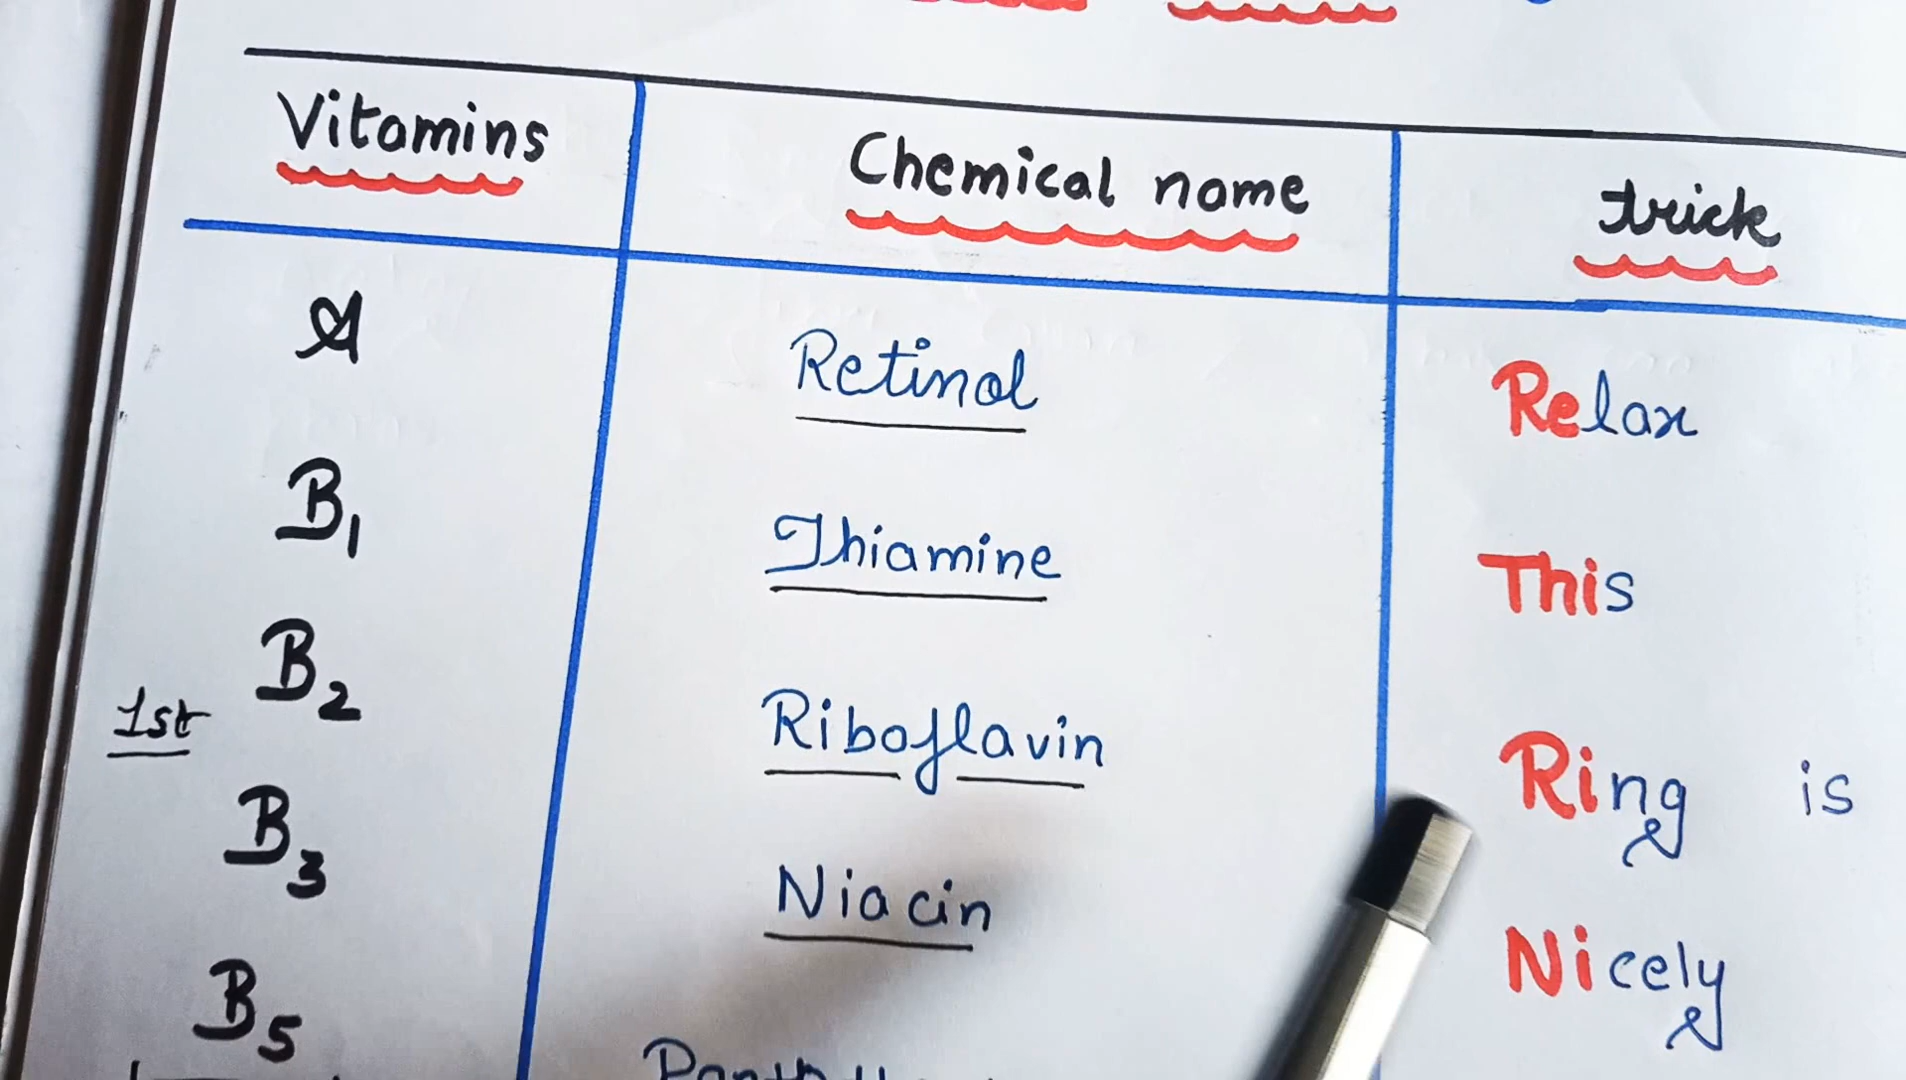 Vitamins Chemical name trick
A Retinol Relax
B1 Thiamine This
B2 Riboflavin Ring is
1st
B3 Niacin Nicely
B5